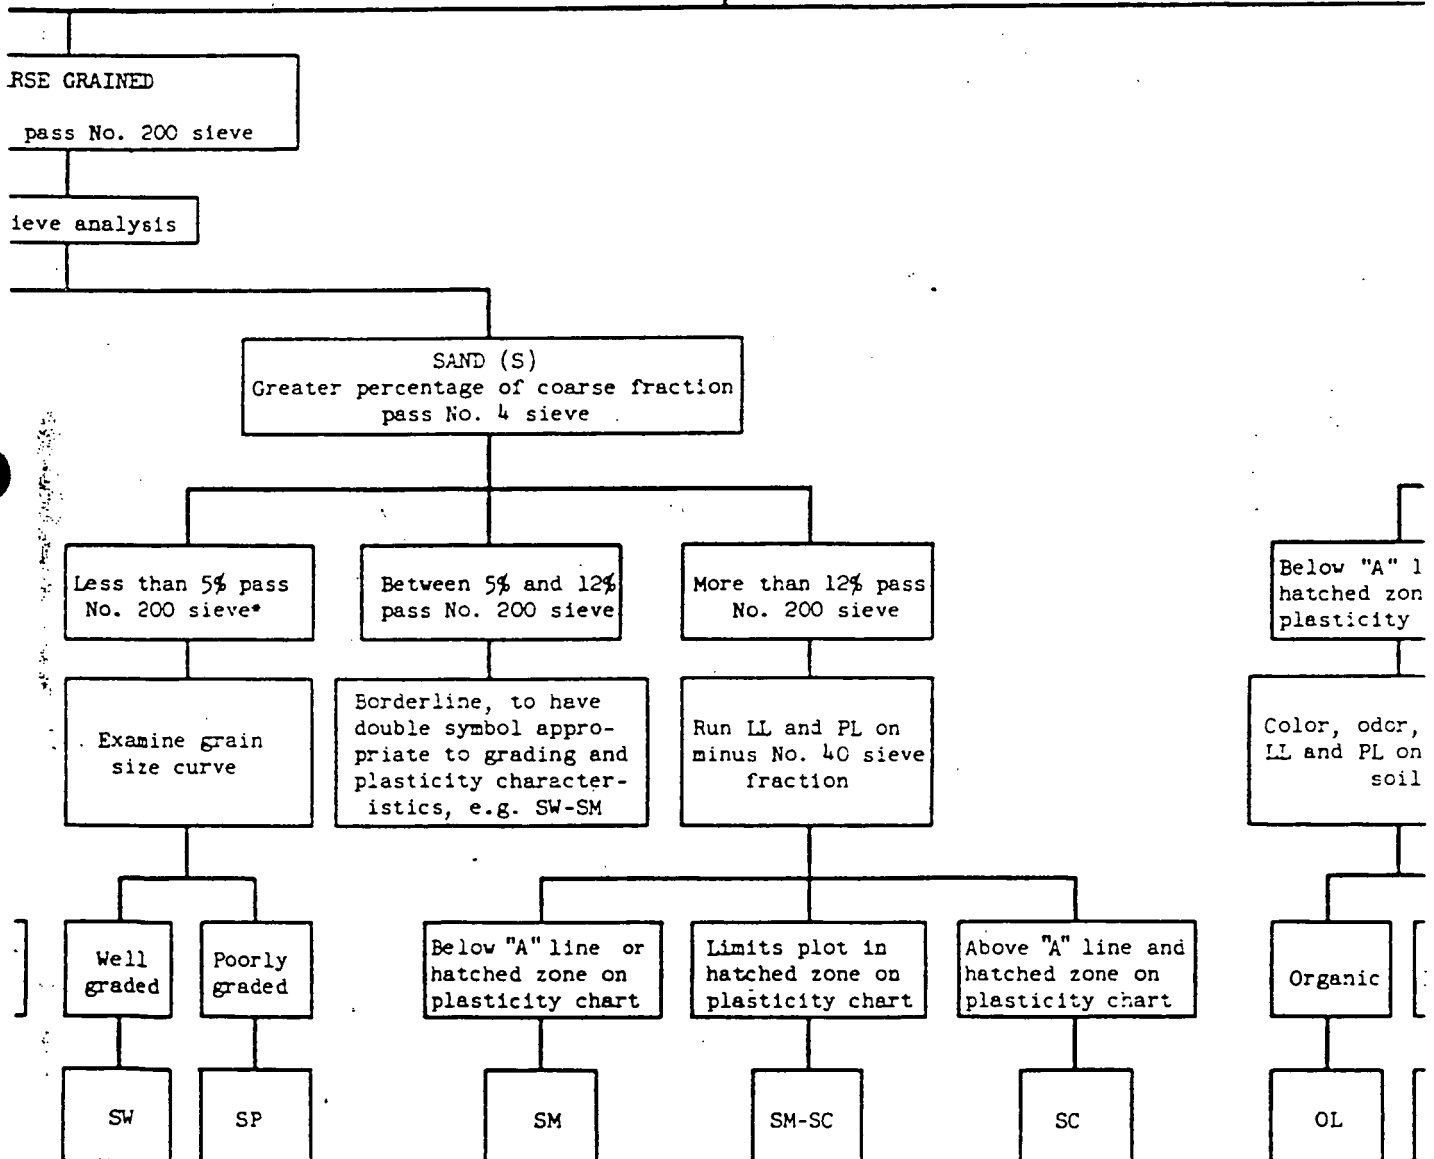 RSE GRAINED
pass No. 200 sieve
ieve analysis
SAND (S)
Greater percentage of coarse fraction
pass No. 4 sieve
Less than 5% pass
No. 200 sieve*
Between 5% and 12%
pass No. 200 sieve
More than 12% pass
No. 200 sieve
Below "A" l
hatched zon
plasticity
Examine grain
size curve
Borderline, to have
double symbol appro-
priate to grading and
plasticity character-
istics, e.g. SW-SM
Run LL and PL on
minus No. 40 sieve
fraction
Color, odor,
LL and PL on
soil
Well
graded
Poorly
graded
Below "A" line or
hatched zone on
plasticity chart
Limits plot in
hatched zone on
plasticity chart
Above "A" line and
hatched zone on
plasticity chart
Organic
SW
SP
SM
SM-SC
SC
OL